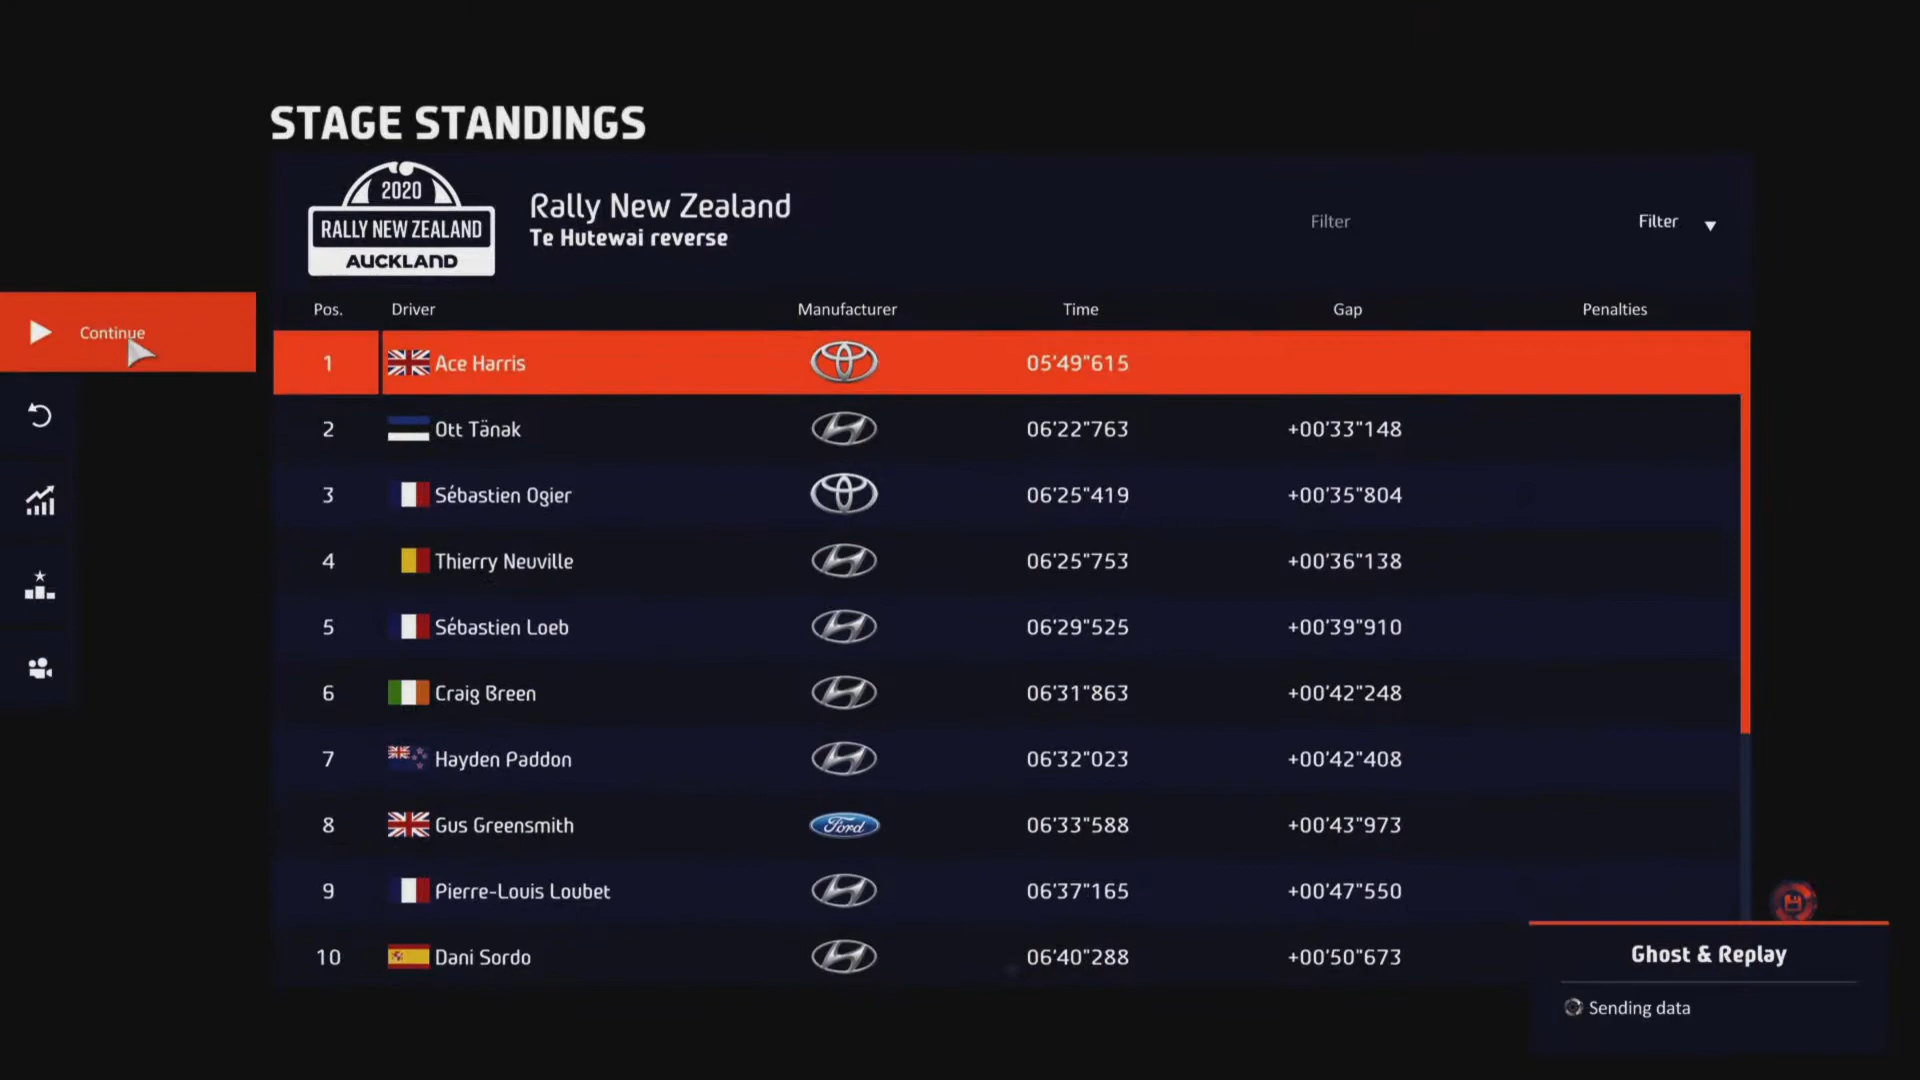 STAGE STANDINGS
2020
RALLY NEW ZEALAND
AUCKLAND
Rally New Zealand
Te Hutewai reverse
Filter
Filter
Continue
Pos. Driver Manufacturer Time Gap Penalties
1 Ace Harris 05'49"615
2 Ott Tänak 06'22"763 +00'33"148
3 Sébastien Ogier 06'25"419 +00'35"804
4 Thierry Neuville 06'25"753 +00'36"138
5 Sébastien Loeb 06'29"525 +00'39"910
6 Craig Breen 06'31"863 +00'42"248
7 Hayden Paddon 06'32"023 +00'42"408
8 Gus Greensmith Ford 06'33"588 +00'43"973
9 Pierre-Louis Loubet 06'37"165 +00'47"550
10 Dani Sordo 06'40"288 +00'50"673
Ghost & Replay
Sending data